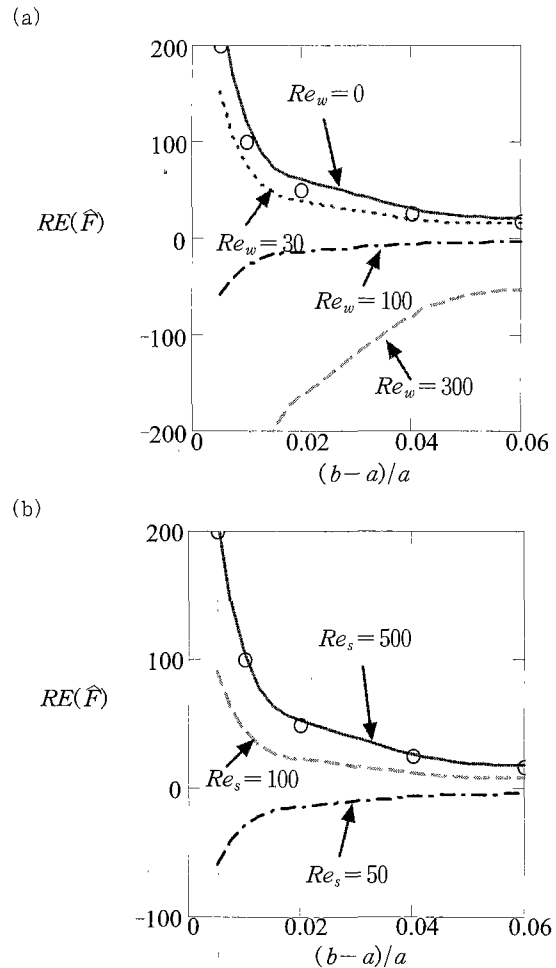 (a)
200
Re_w=0
100
RE(F̂)
0
Re_w=30
Re_w=100
-100
Re_w=300
-200
0.02 0.04 0.06
(b-a)/a
(b)
200
Re_s=500
100
RE(F̂)
Re_s=100
0
Re_s=50
-100
0 0.02 0.04 0.06
(b-a)/a